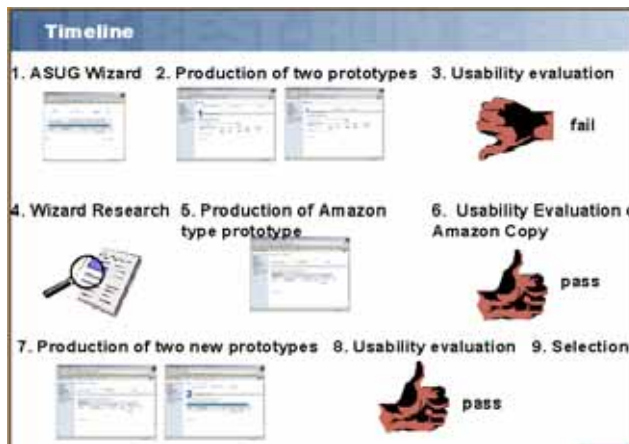 Timeline
1. ASUG Wizard 2. Production of two prototypes 3. Usability evaluation
fail
4. Wizard Research 5. Production of Amazon type prototype 6. Usability Evaluation
Amazon Copy
pass
7. Production of two new prototypes 8. Usability evaluation 9. Selection
pass